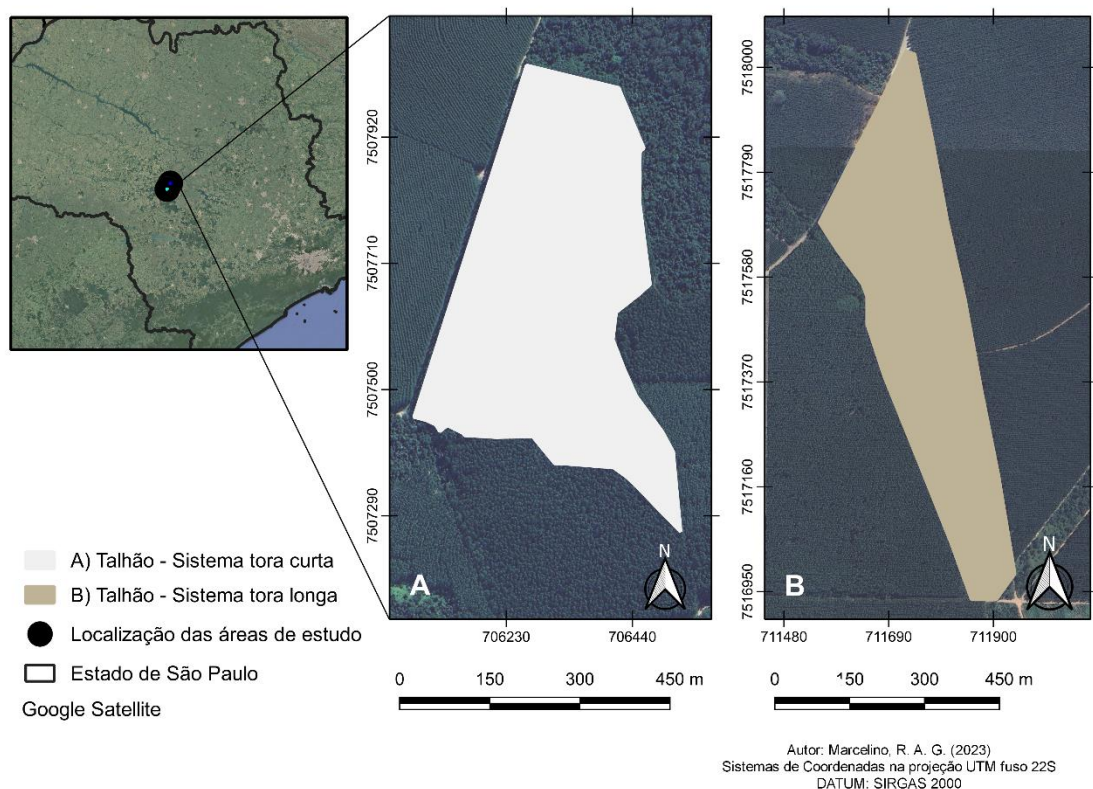 7507920
7507710
7507500
7507290
A
N
706230
706440
0 150 300 450 m
7518000
7517790
7517580
7517370
7517160
7516950
B
N
711480
711690
711900
0 150 300 450 m
A) Talhão - Sistema tora curta
B) Talhão - Sistema tora longa
Localização das áreas de estudo
Estado de São Paulo
Google Satellite
Autor: Marcelino, R. A. G. (2023)
Sistemas de Coordenadas na projeção UTM fuso 22S
DATUM: SIRGAS 2000